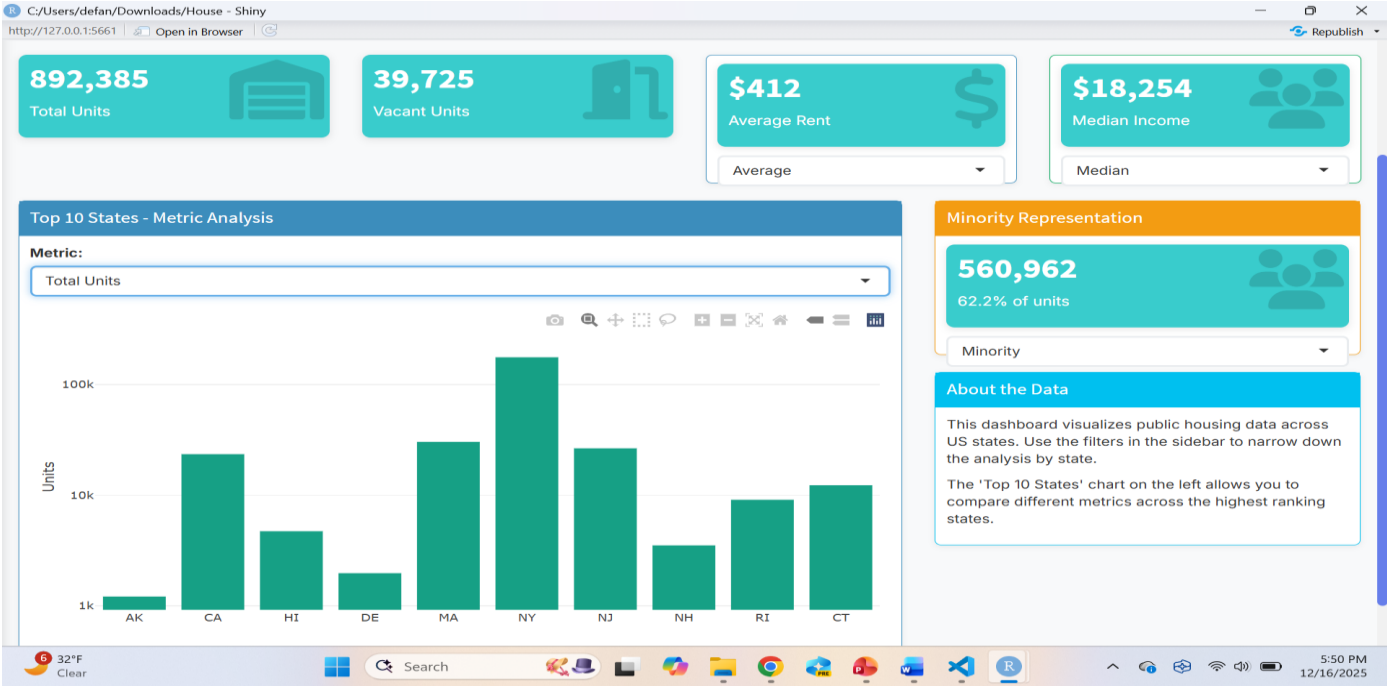 C:/Users/defan/Downloads/House - Shiny
http://127.0.0.1:5661 Open in Browser Republish
892,385
Total Units
39,725
Vacant Units
$412
Average Rent
Average
$18,254
Median Income
Median
Top 10 States - Metric Analysis
Metric:
Total Units
Units
100k
10k
1k
AK CA HI DE MA NY NJ NH RI CT
Minority Representation
560,962
62.2% of units
Minority
About the Data
This dashboard visualizes public housing data across
US states. Use the filters in the sidebar to narrow down
the analysis by state.
The 'Top 10 States' chart on the left allows you to
compare different metrics across the highest ranking
states.
6
32°F
Clear
Search
PRE
5:50 PM
12/16/2025